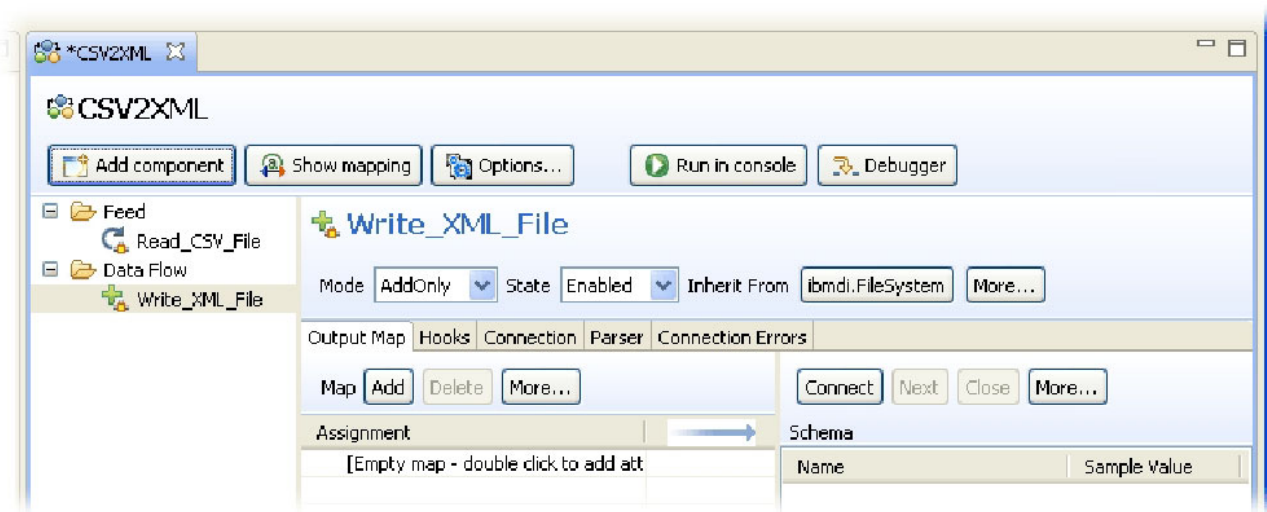 *CSV2XML
CSV2XML
Add component Show mapping Options... Run in console Debugger
Feed
Read_CSV_File
Data Flow
Write_XML_File
Write_XML_File
Mode AddOnly State Enabled Inherit From ibmdi.FileSystem More...
Output Map Hooks Connection Parser Connection Errors
Map Add Delete More...
Connect Next Close More...
Assignment
Schema
[Empty map - double click to add att
Name Sample Value